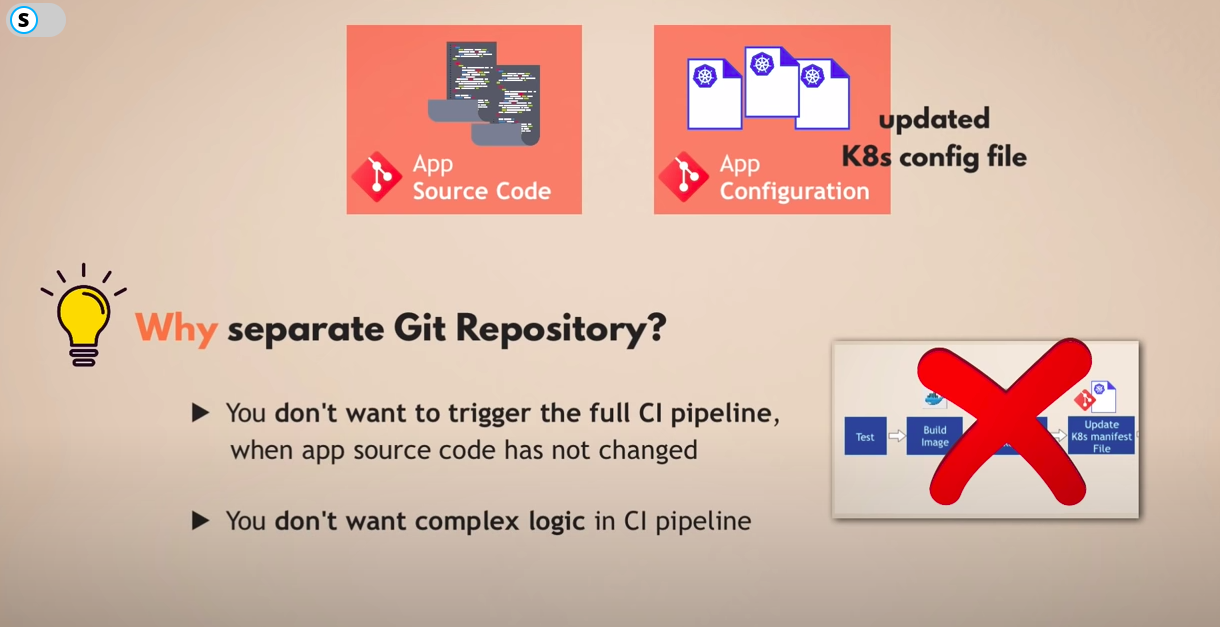 S
App
Source Code
App
Configuration
updated
K8s config file
Why separate Git Repository?
You don't want to trigger the full CI pipeline,
when app source code has not changed
You don't want complex logic in CI pipeline
Test
Build
Image
Update
K8s manifest
File